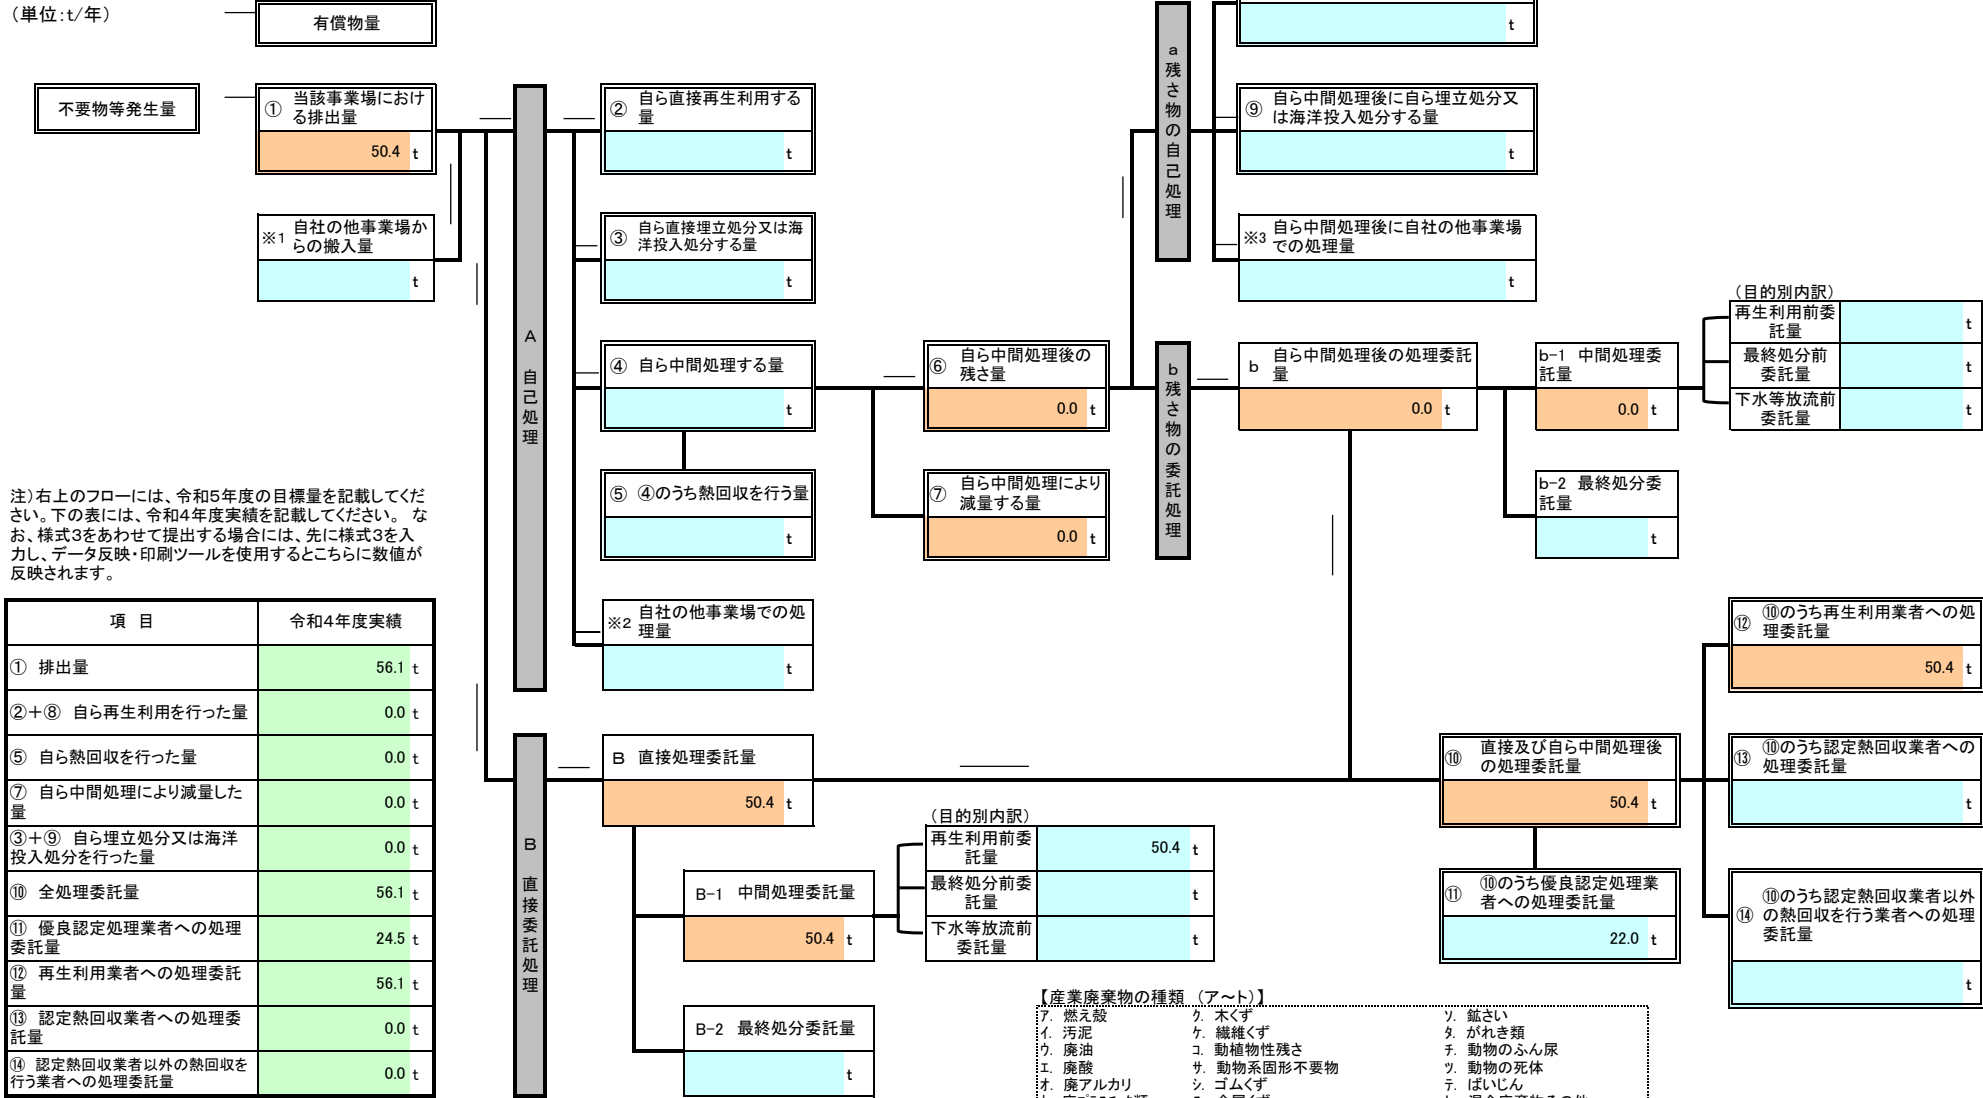 （単位：t/年）
有償物量
不要物等発生量
① 当該事業場におけ
る排出量
50.4 t
※1 自社の他事業場か
らの搬入量
t
A 自己処理
② 自ら直接再生利用する
量
t
③ 自ら直接埋立処分又は海
洋投入処分する量
t
④ 自ら中間処理する量
t
⑤ ④のうち熱回収を行う量
t
※2 自社の他事業場での処
理量
t
⑥ 自ら中間処理後の
残さ量
0.0 t
⑦ 自ら中間処理により
減量する量
0.0 t
a 残さ物の自己処理
t
⑨ 自ら中間処理後に自ら埋立処分又
は海洋投入処分する量
t
※3 自ら中間処理後に自社の他事業場
での処理量
t
b 残さ物の委託処理
b 自ら中間処理後の処理委託
量
0.0 t
b-1 中間処理委
託量
0.0 t
b-2 最終処分委
託量
t
（目的別内訳）
再生利用前委
託量
t
最終処分前
委託量
t
下水等放流前
委託量
t
注）右上のフローには、令和5年度の目標量を記載してくだ
さい。下の表には、令和4年度実績を記載してください。 な
お、様式3をあわせて提出する場合には、先に様式3を入
力し、データ反映・印刷ツールを使用するとこちらに数値が
反映されます。
項 目 令和4年度実績
① 排出量 56.1 t
②＋⑧ 自ら再生利用を行った量 0.0 t
⑤ 自ら熱回収を行った量 0.0 t
⑦ 自ら中間処理により減量した
量
0.0 t
③＋⑨ 自ら埋立処分又は海洋
投入処分を行った量
0.0 t
⑩ 全処理委託量 56.1 t
⑪ 優良認定処理業者への処理
委託量
24.5 t
⑫ 再生利用業者への処理委託
量
56.1 t
⑬ 認定熱回収業者への処理委
託量
0.0 t
⑭ 認定熱回収業者以外の熱回収を
行う業者への処理委託量
0.0 t
B 直接委託処理
B 直接処理委託量
50.4 t
B-1 中間処理委託量
50.4 t
B-2 最終処分委託量
t
（目的別内訳）
再生利用前委
託量
50.4 t
最終処分前委
託量
t
下水等放流前
委託量
t
⑩ 直接及び自ら中間処理後
の処理委託量
50.4 t
⑪ ⑩のうち優良認定処理業
者への処理委託量
22.0 t
⑫ ⑩のうち再生利用業者への処
理委託量
50.4 t
⑬ ⑩のうち認定熱回収業者への
処理委託量
t
⑭ ⑩のうち認定熱回収業者以外
の熱回収を行う業者への処理
委託量
t
【産業廃棄物の種類 （ア～ト）】
ア. 燃え殻 ク. 木くず ソ. 鉱さい
イ. 汚泥 ケ. 繊維くず タ. がれき類
ウ. 廃油 コ. 動植物性残さ チ. 動物のふん尿
エ. 廃酸 サ. 動物系固形不要物 ツ. 動物の死体
オ. 廃アルカリ シ. ゴムくず テ. ばいじん